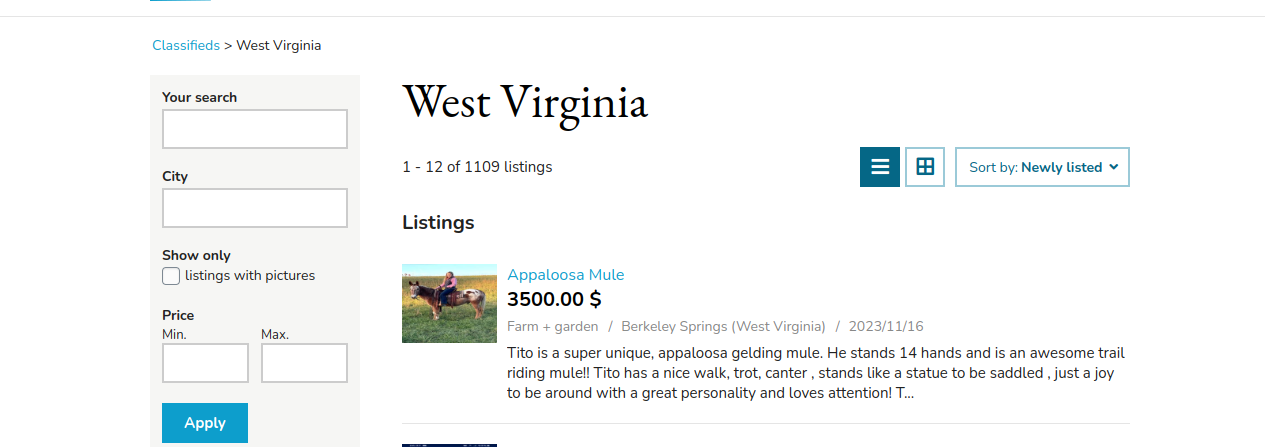 Classifieds > West Virginia
Your search
City
Show only
listings with pictures
Price
Min.
Max.
Apply
West Virginia
1 - 12 of 1109 listings
Sort by: Newly listed
Listings
Appaloosa Mule
3500.00 $
Farm + garden / Berkeley Springs (West Virginia) / 2023/11/16
Tito is a super unique, appaloosa gelding mule. He stands 14 hands and is an awesome trail
riding mule!! Tito has a nice walk, trot, canter , stands like a statue to be saddled , just a joy
to be around with a great personality and loves attention! T...